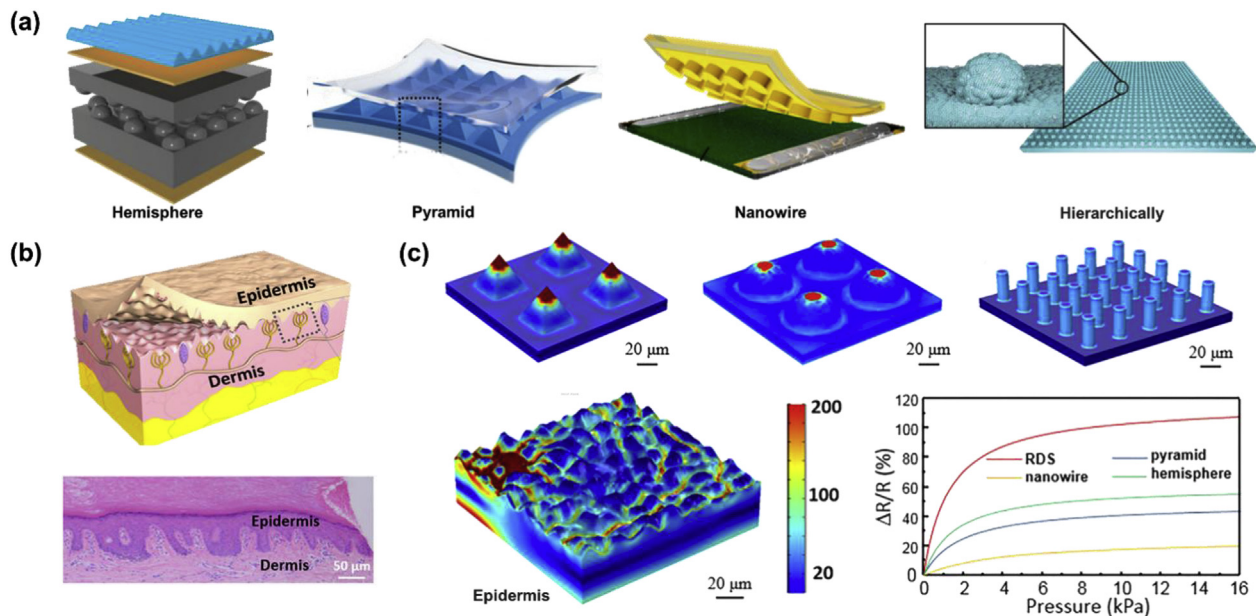 (a)
Hemisphere
Pyramid
Nanowire
Hierarchically
(b)
Epidermis
Dermis
Epidermis
Dermis
50 μm
(c)
20 μm
20 μm
20 μm
200
100
20
Epidermis
20 μm
ΔR/R (%)
120
100
80
60
40
20
0
RDS
pyramid
nanowire
hemisphere
0 2 4 6 8 10 12 14 16
Pressure (kPa)